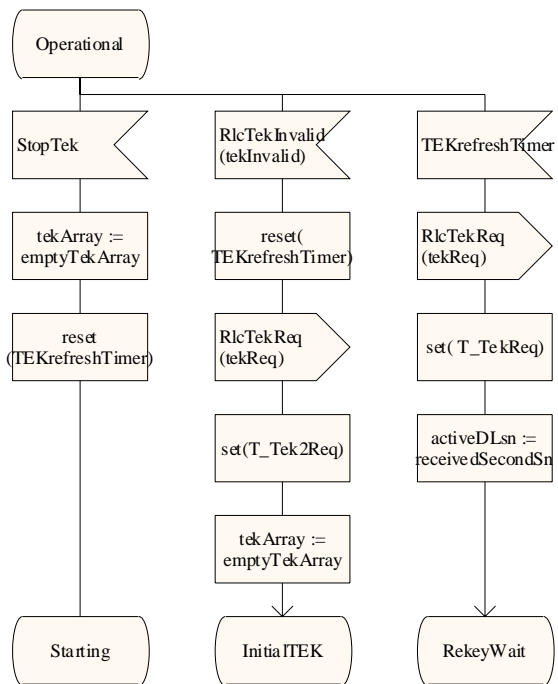 Operational
StopTek
tekArray :=
emptyTekArray
reset
(TEKrefreshTimer)
Starting
RlcTekInvalid
(tekInvalid)
reset(
TEKrefreshTimer)
RlcTekReq
(tekReq)
set(T_Tek2Req)
tekArray :=
emptyTekArray
InitialTEK
TEKrefreshTimer
RlcTekReq
(tekReq)
set( T_TekReq)
activeDLsn :=
receivedSecondSn
RekeyWait